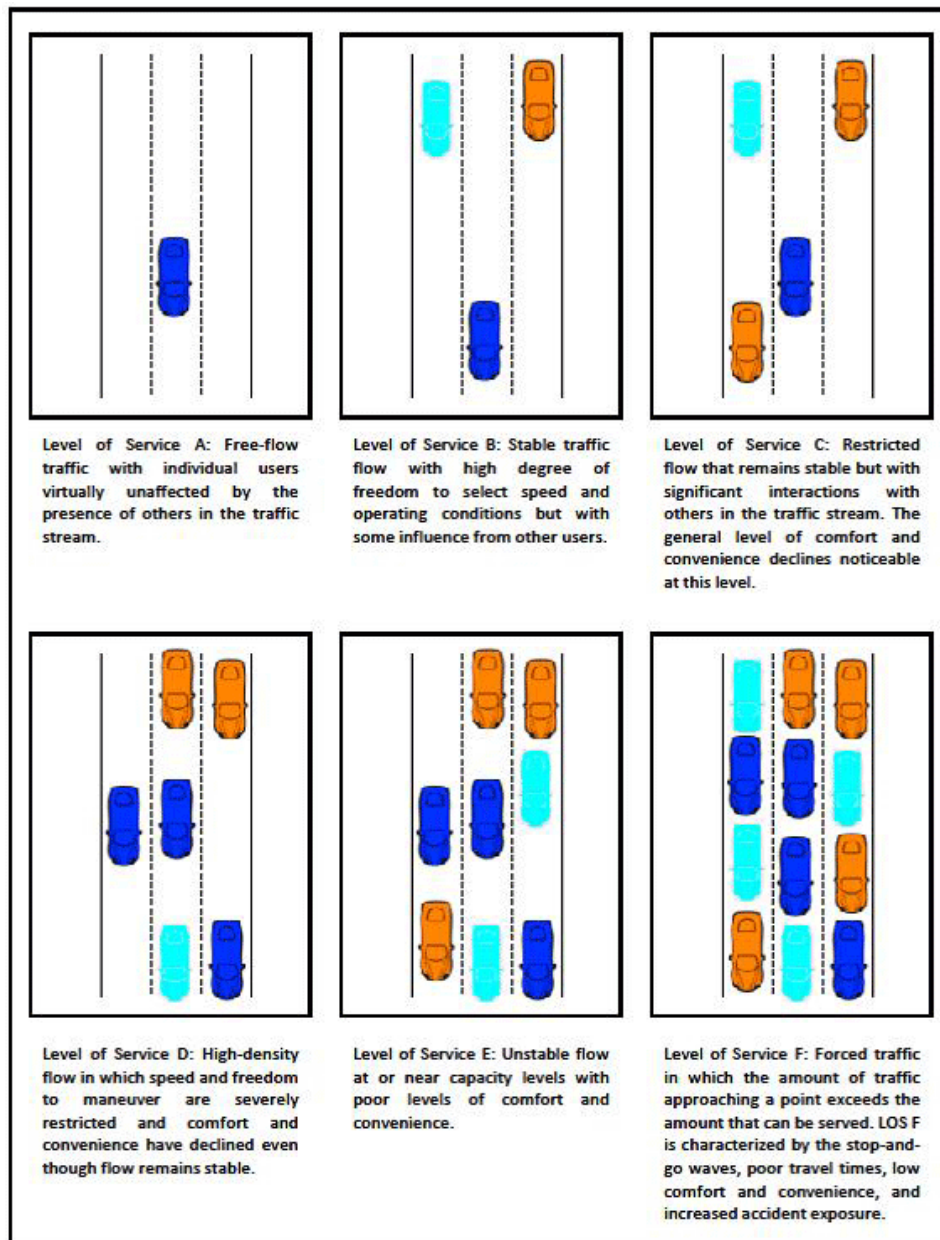 Level of Service A: Free-flow
traffic with individual users
virtually unaffected by the
presence of others in the traffic
stream.
Level of Service B: Stable traffic
flow with high degree of
freedom to select speed and
operating conditions but with
some influence from other users.
Level of Service C: Restricted
flow that remains stable but with
significant interactions with
others in the traffic stream. The
general level of comfort and
convenience declines noticeable
at this level.
Level of Service D: High-density
flow in which speed and freedom
to maneuver are severely
restricted and comfort and
convenience have declined even
though flow remains stable.
Level of Service E: Unstable flow
at or near capacity levels with
poor levels of comfort and
convenience.
Level of Service F: Forced traffic
in which the amount of traffic
approaching a point exceeds the
amount that can be served. LOS F
is characterized by the stop-and-
go waves, poor travel times, low
comfort and convenience, and
increased accident exposure.